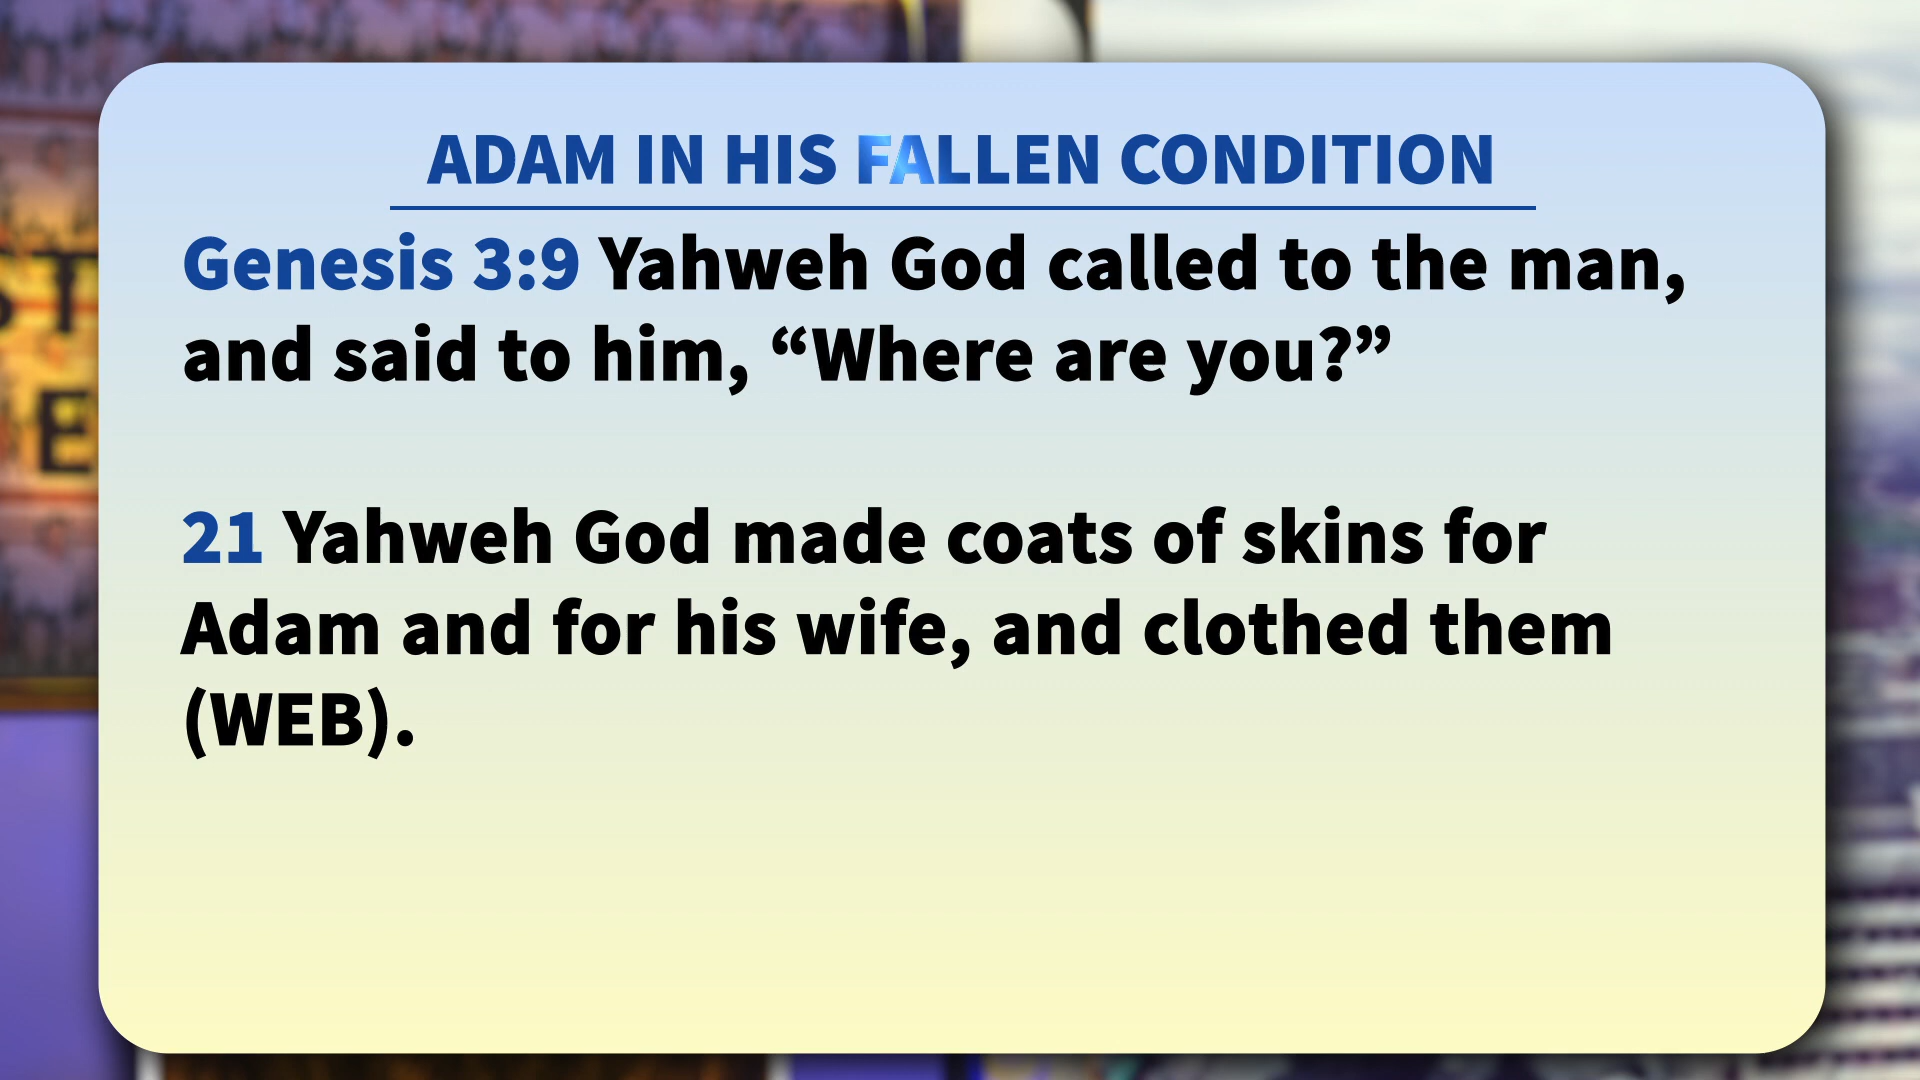 ADAM IN HIS FALLEN CONDITION
Genesis 3:9 Yahweh God called to the man,
and said to him, “Where are you?”
21 Yahweh God made coats of skins for
Adam and for his wife, and clothed them
(WEB).